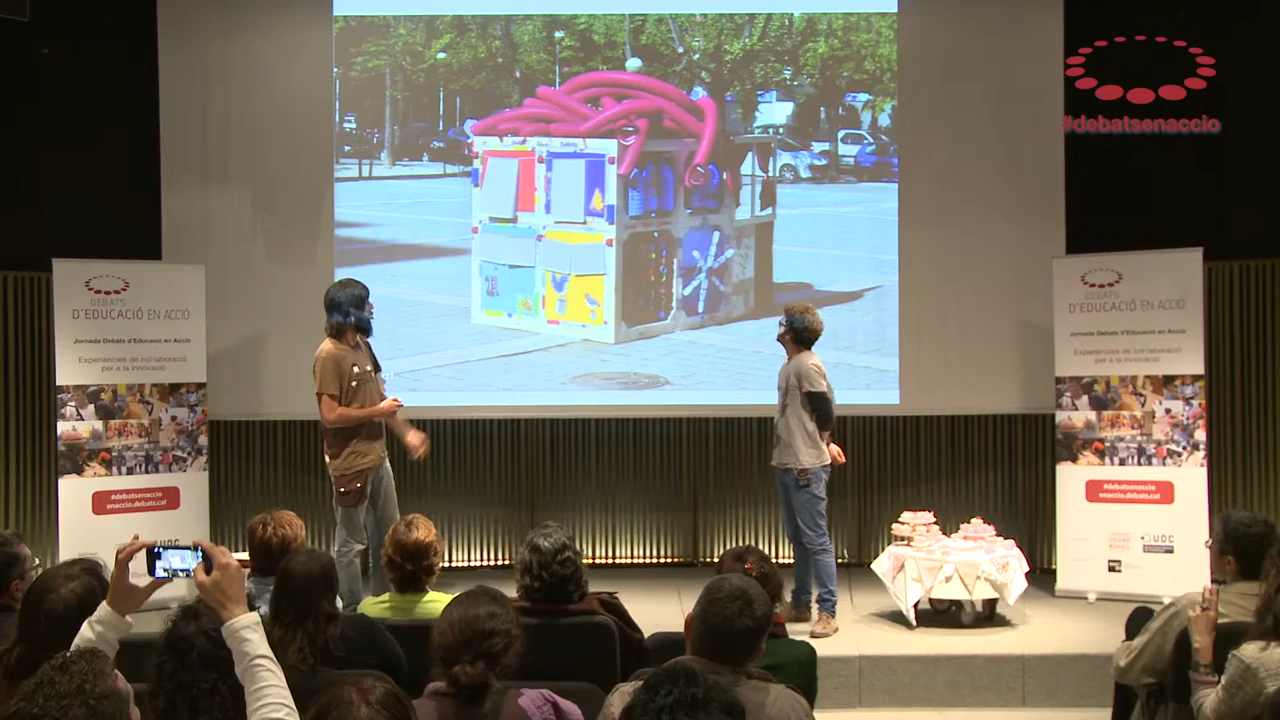 #debatsenaccio
DEBATS
D'EDUCACIÓ EN ACCIÓ
Jornada Debats d'Educació en Acció
Experiències de col·laboració
per a la innovació
#debatsenaccio
enaccio.debats.cat
UOC
DEBATS
D'EDUCACIÓ EN ACCIÓ
Jornada Debats d'Educació en Acció
Experiències de col·laboració
per a la innovació
#debatsenaccio
enaccio.debats.cat
UOC